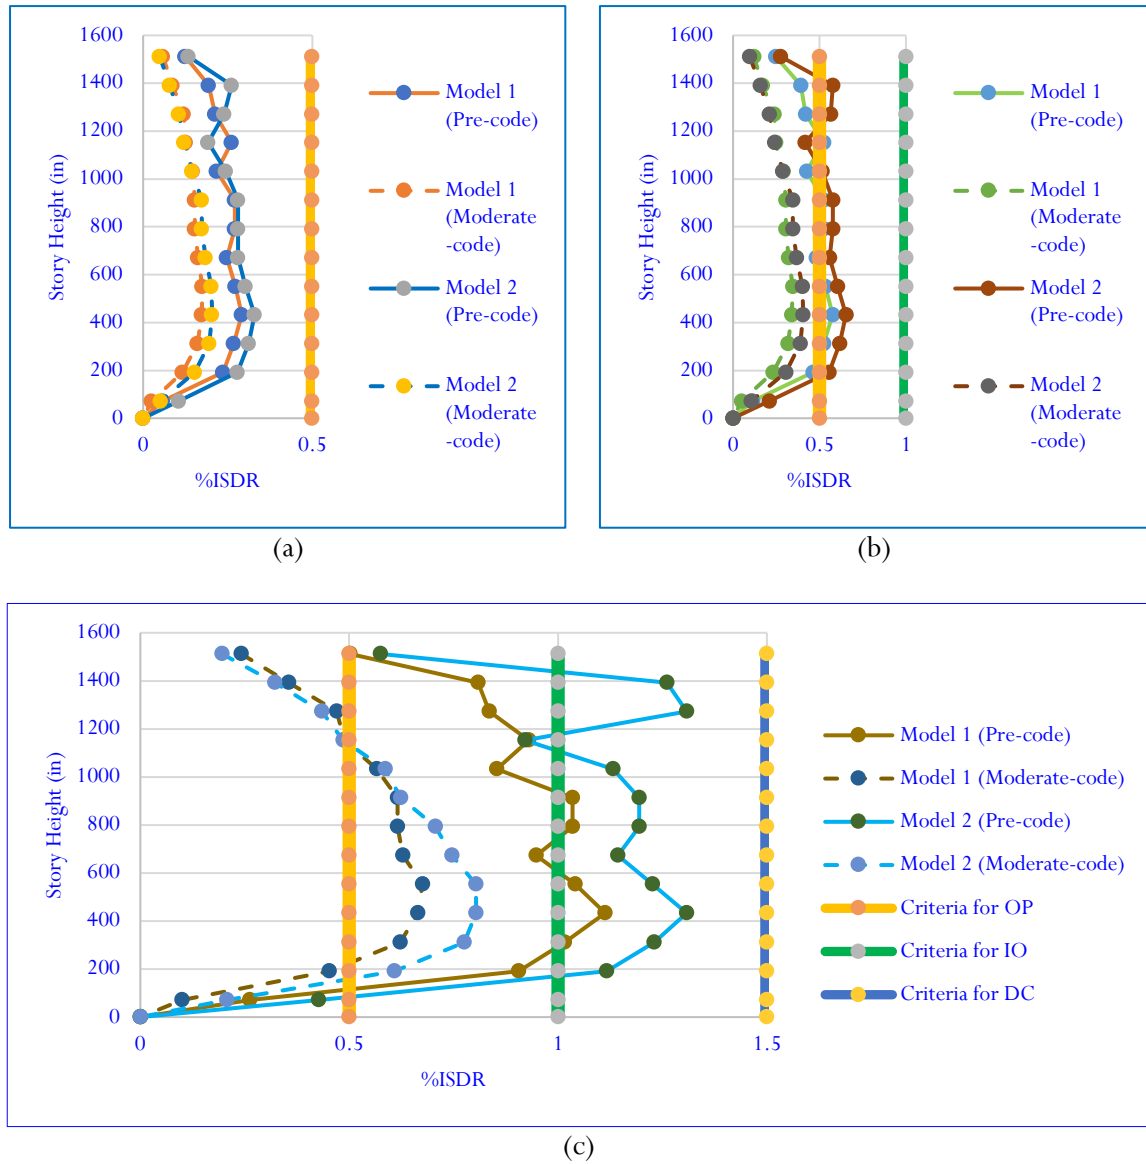 1600
1400
1200
1000
800
600
400
200
0
Story Height (in)
0
0.5
%ISDR
Model 1
(Pre-code)
Model 1
(Moderate
-code)
Model 2
(Pre-code)
Model 2
(Moderate
-code)
(a)
1600
1400
1200
1000
800
600
400
200
0
Story Height (in)
0
0.5
1
%ISDR
Model 1
(Pre-code)
Model 1
(Moderate
-code)
Model 2
(Pre-code)
Model 2
(Moderate
-code)
(b)
1600
1400
1200
1000
800
600
400
200
0
Story Height (in)
0
0.5
1
1.5
%ISDR
Model 1 (Pre-code)
Model 1 (Moderate-code)
Model 2 (Pre-code)
Model 2 (Moderate-code)
Criteria for OP
Criteria for IO
Criteria for DC
(c)